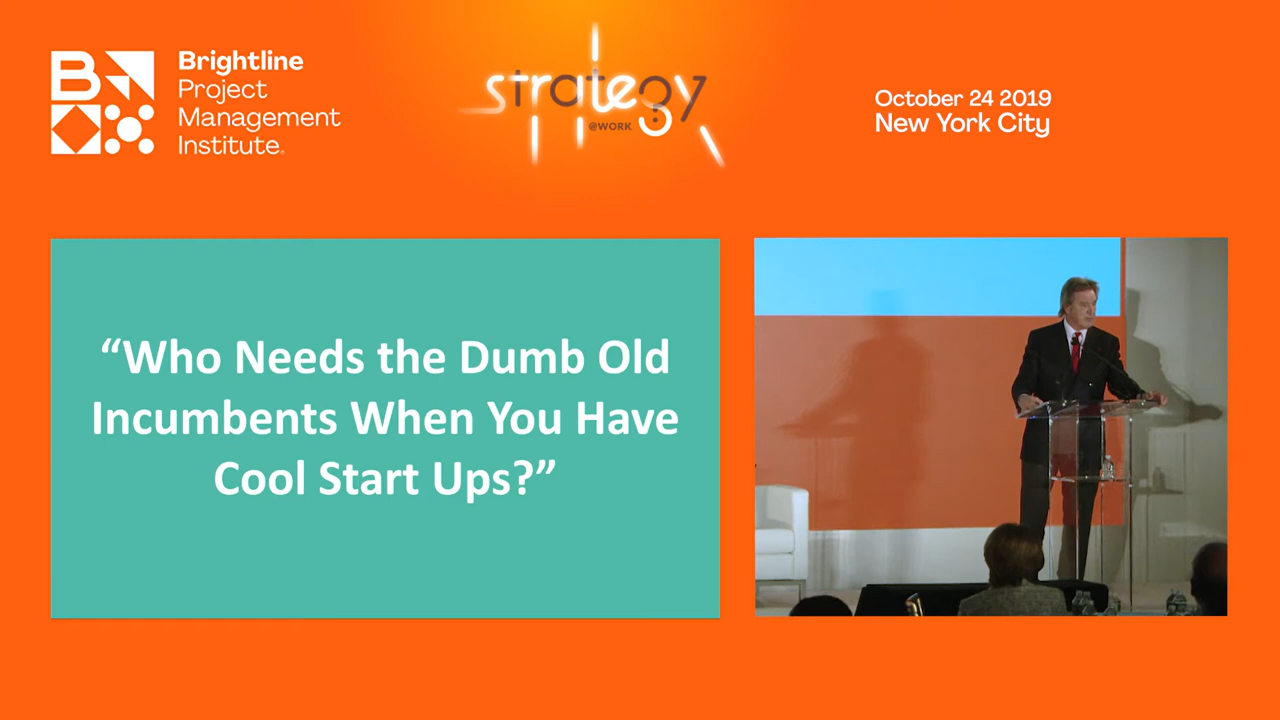 Brightline
Project
Management
Institute.
strategy
@WORK
October 24 2019
New York City
“Who Needs the Dumb Old
Incumbents When You Have
Cool Start Ups?”